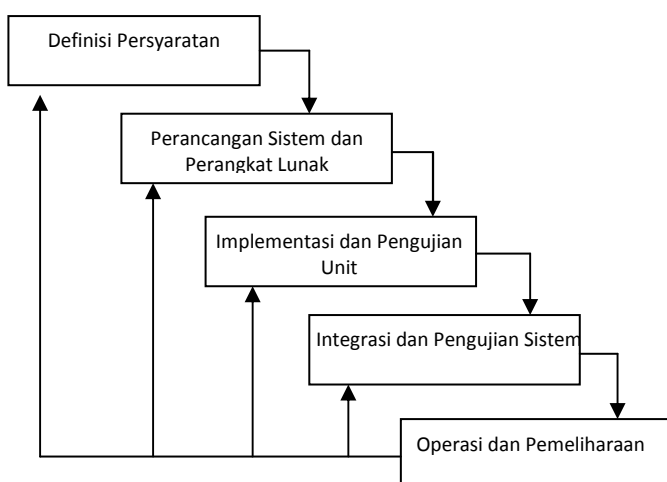 Definisi Persyaratan
Perancangan Sistem dan
Perangkat Lunak
Implementasi dan Pengujian
Unit
Integrasi dan Pengujian Sistem
Operasi dan Pemeliharaan